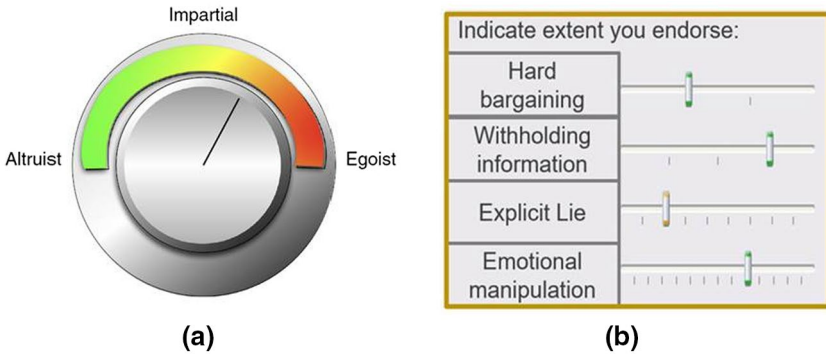 Impartial
Altruist
Egoist
(a)
Indicate extent you endorse:
Hard
bargaining
Withholding
information
Explicit Lie
Emotional
manipulation
(b)